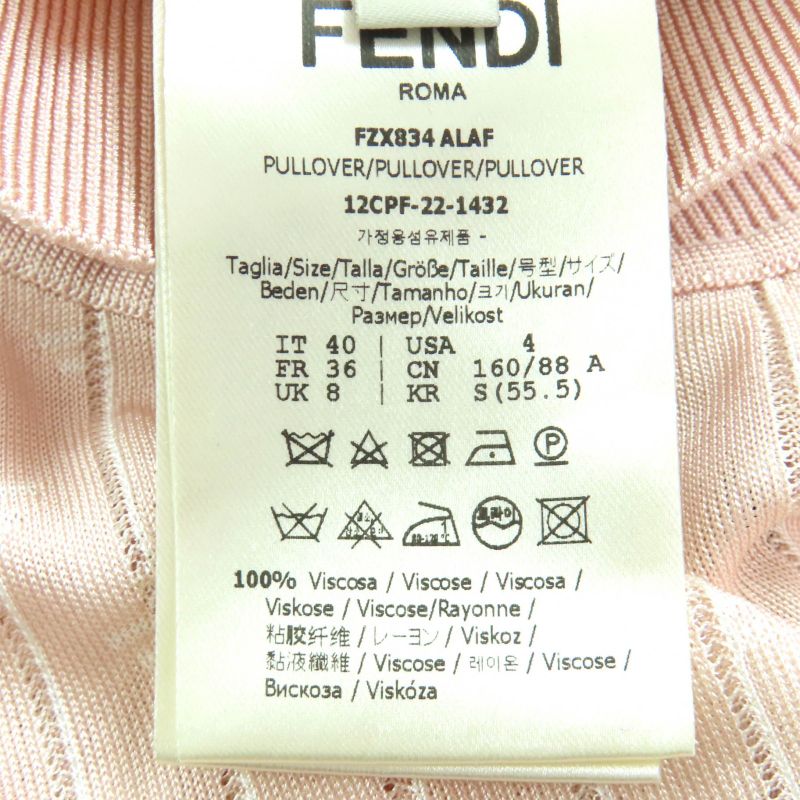 FENDI
ROMA
FZX834 ALAF
PULLOVER/PULLOVER/PULLOVER
12CPF-22-1432
가정용섬유제품 -
Taglia/Size/Talla/Größe/Taille/号型/サイズ/
Beden/尺寸/Tamanho/크기/Ukuran/
Размер/Velikost
IT 40 | USA 4
FR 36 | CN 160/88 A
UK 8 | KR S(55.5)
P
드라이
100% Viscosa / Viscose / Viscosa /
Viskose / Viscose/Rayonne /
粘胶纤维 / レーヨン / Viskoz /
黏液纖維 / Viscose / 레이온 / Viscose /
Вискоза / Viskóza